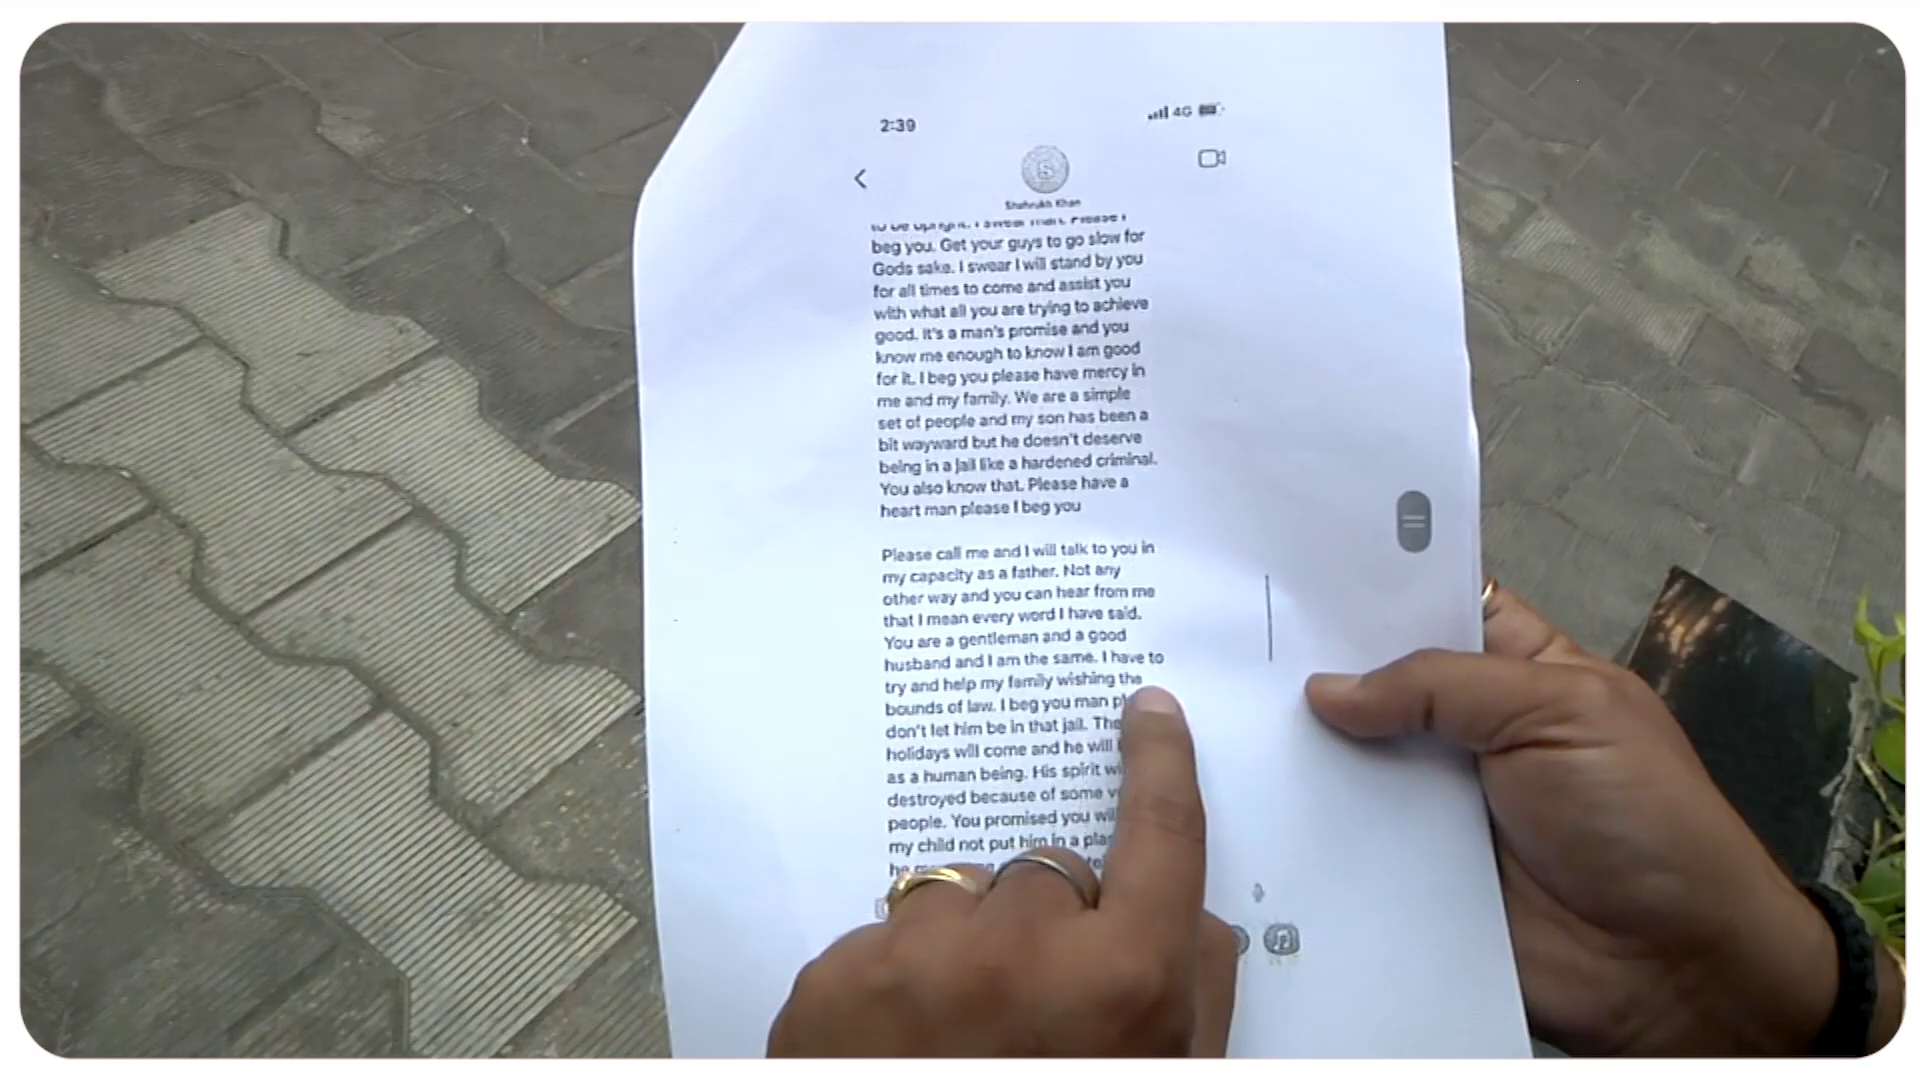 2:39
4G
Shahrukh Khan
to be upright. I swear man. Please I
beg you. Get your guys to go slow for
Gods sake. I swear I will stand by you
for all times to come and assist you
with what all you are trying to achieve
good. It's a man's promise and you
know me enough to know I am good
for it. I beg you please have mercy in
me and my family. We are a simple
set of people and my son has been a
bit wayward but he doesn't deserve
being in a jail like a hardened criminal.
You also know that. Please have a
heart man please I beg you
Please call me and I will talk to you in
my capacity as a father. Not any
other way and you can hear from me
that I mean every word I have said.
You are a gentleman and a good
husband and I am the same. I have to
try and help my family wishing the
bounds of law. I beg you man
don't let him be in that jail.
holidays will come and he will
as a human being. His spirit
destroyed because of some
people. You promised you
my child not put him in a
he